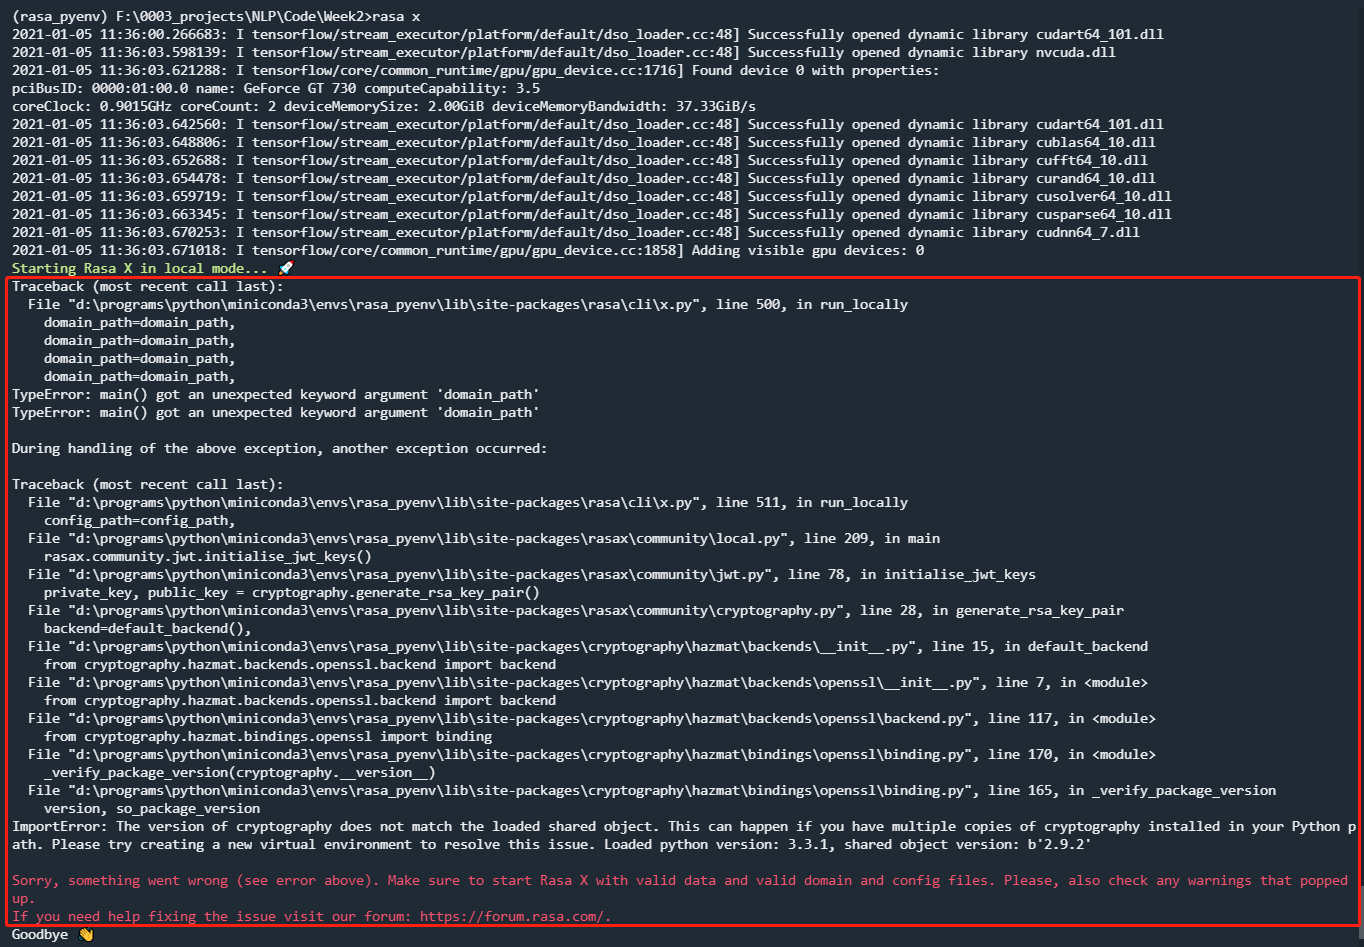 (rasa_pyenv) F:\0003_projects\NLP\Code\Week2>rasa x
2021-01-05 11:36:00.266683: I tensorflow/stream_executor/platform/default/dso_loader.cc:48] Successfully opened dynamic library cudart64_101.dll
2021-01-05 11:36:03.598139: I tensorflow/stream_executor/platform/default/dso_loader.cc:48] Successfully opened dynamic library nvcuda.dll
2021-01-05 11:36:03.621288: I tensorflow/core/common_runtime/gpu/gpu_device.cc:1716] Found device 0 with properties:
pciBusID: 0000:01:00.0 name: GeForce GT 730 computeCapability: 3.5
coreClock: 0.9015GHz coreCount: 2 deviceMemorySize: 2.00GiB deviceMemoryBandwidth: 37.33GiB/s
2021-01-05 11:36:03.642560: I tensorflow/stream_executor/platform/default/dso_loader.cc:48] Successfully opened dynamic library cudart64_101.dll
2021-01-05 11:36:03.648806: I tensorflow/stream_executor/platform/default/dso_loader.cc:48] Successfully opened dynamic library cublas64_10.dll
2021-01-05 11:36:03.652688: I tensorflow/stream_executor/platform/default/dso_loader.cc:48] Successfully opened dynamic library cufft64_10.dll
2021-01-05 11:36:03.654478: I tensorflow/stream_executor/platform/default/dso_loader.cc:48] Successfully opened dynamic library curand64_10.dll
2021-01-05 11:36:03.659719: I tensorflow/stream_executor/platform/default/dso_loader.cc:48] Successfully opened dynamic library cusolver64_10.dll
2021-01-05 11:36:03.663345: I tensorflow/stream_executor/platform/default/dso_loader.cc:48] Successfully opened dynamic library cusparse64_10.dll
2021-01-05 11:36:03.670253: I tensorflow/stream_executor/platform/default/dso_loader.cc:48] Successfully opened dynamic library cudnn64_7.dll
2021-01-05 11:36:03.671018: I tensorflow/core/common_runtime/gpu/gpu_device.cc:1858] Adding visible gpu devices: 0
Starting Rasa X in local mode... 🚀
Traceback (most recent call last):
  File "d:\programs\python\miniconda3\envs\rasa_pyenv\lib\site-packages\rasa\cli\x.py", line 500, in run_locally
    domain_path=domain_path,
    domain_path=domain_path,
    domain_path=domain_path,
    domain_path=domain_path,
TypeError: main() got an unexpected keyword argument 'domain_path'
TypeError: main() got an unexpected keyword argument 'domain_path'
During handling of the above exception, another exception occurred:
Traceback (most recent call last):
  File "d:\programs\python\miniconda3\envs\rasa_pyenv\lib\site-packages\rasa\cli\x.py", line 511, in run_locally
    config_path=config_path,
  File "d:\programs\python\miniconda3\envs\rasa_pyenv\lib\site-packages\rasax\community\local.py", line 209, in main
    rasax.community.jwt.initialise_jwt_keys()
  File "d:\programs\python\miniconda3\envs\rasa_pyenv\lib\site-packages\rasax\community\jwt.py", line 78, in initialise_jwt_keys
    private_key, public_key = cryptography.generate_rsa_key_pair()
  File "d:\programs\python\miniconda3\envs\rasa_pyenv\lib\site-packages\rasax\community\cryptography.py", line 28, in generate_rsa_key_pair
    backend=default_backend(),
  File "d:\programs\python\miniconda3\envs\rasa_pyenv\lib\site-packages\cryptography\hazmat\backends\__init__.py", line 15, in default_backend
    from cryptography.hazmat.backends.openssl.backend import backend
  File "d:\programs\python\miniconda3\envs\rasa_pyenv\lib\site-packages\cryptography\hazmat\backends\openssl\__init__.py", line 7, in <module>
    from cryptography.hazmat.backends.openssl.backend import backend
  File "d:\programs\python\miniconda3\envs\rasa_pyenv\lib\site-packages\cryptography\hazmat\backends\openssl\backend.py", line 117, in <module>
    from cryptography.hazmat.bindings.openssl import binding
  File "d:\programs\python\miniconda3\envs\rasa_pyenv\lib\site-packages\cryptography\hazmat\bindings\openssl\binding.py", line 170, in <module>
    _verify_package_version(cryptography.__version__)
  File "d:\programs\python\miniconda3\envs\rasa_pyenv\lib\site-packages\cryptography\hazmat\bindings\openssl\binding.py", line 165, in _verify_package_version
    version, so_package_version
ImportError: The version of cryptography does not match the loaded shared object. This can happen if you have multiple copies of cryptography installed in your Python p
ath. Please try creating a new virtual environment to resolve this issue. Loaded python version: 3.3.1, shared object version: b'2.9.2'
Sorry, something went wrong (see error above). Make sure to start Rasa X with valid data and valid domain and config files. Please, also check any warnings that popped
up.
If you need help fixing the issue visit our forum: https://forum.rasa.com/.
Goodbye 👋